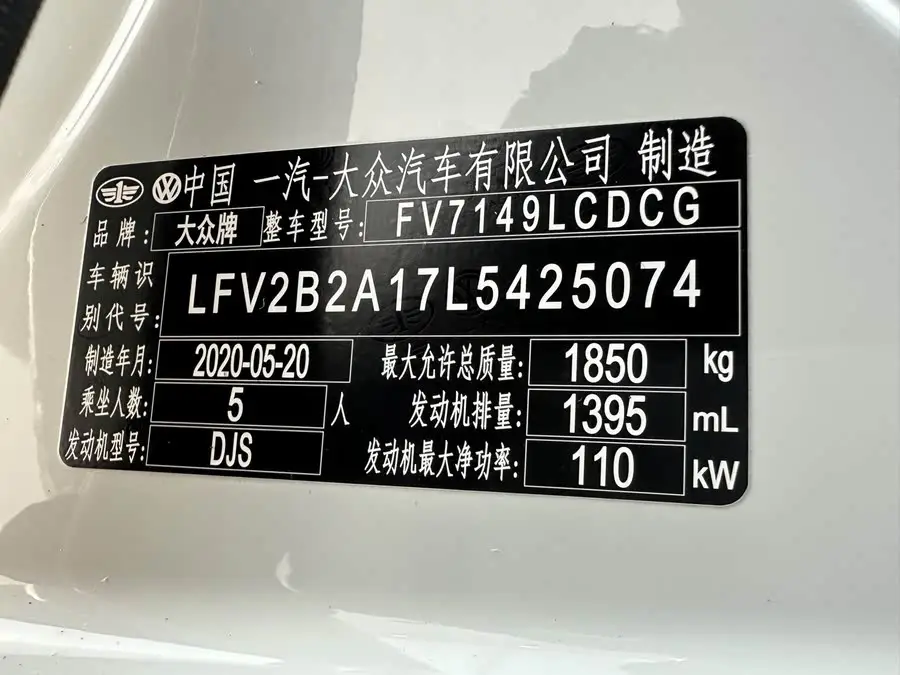 中国 一汽-大众汽车有限公司 制造
品牌: 大众牌 整车型号: FV7149LCDCG
车辆识别代号: LFV2B2A17L5425074
制造年月: 2020-05-20 最大允许总质量: 1850 kg
乘坐人数: 5 人 发动机排量: 1395 mL
发动机型号: DJS 发动机最大净功率: 110 kW